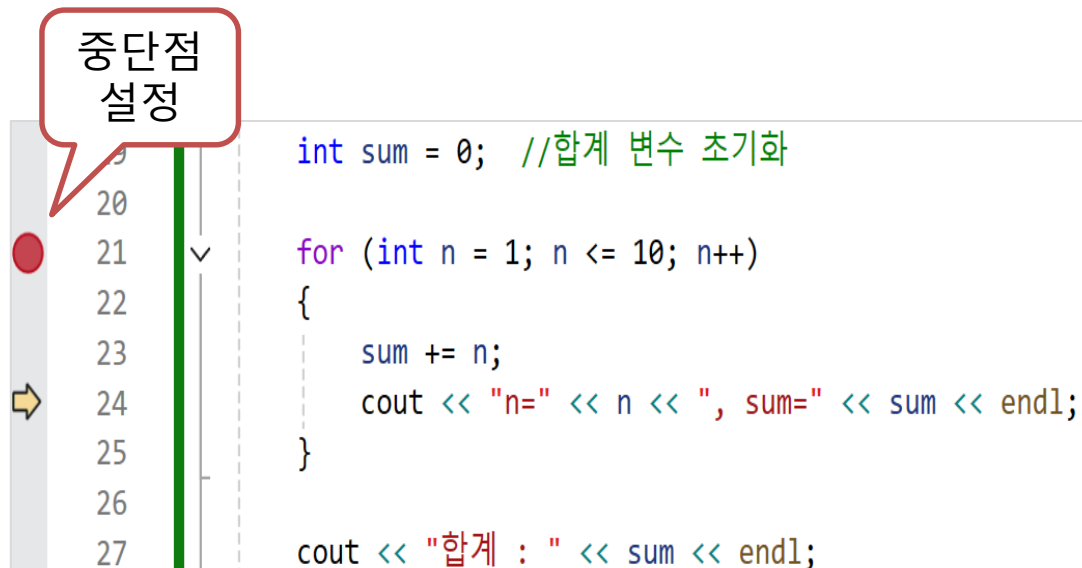 중단점
설정
19 int sum = 0; //합계 변수 초기화
20
21 for (int n = 1; n <= 10; n++)
22 {
23 sum += n;
24 cout << "n=" << n << ", sum=" << sum << endl;
25 }
26
27 cout << "합계 : " << sum << endl;